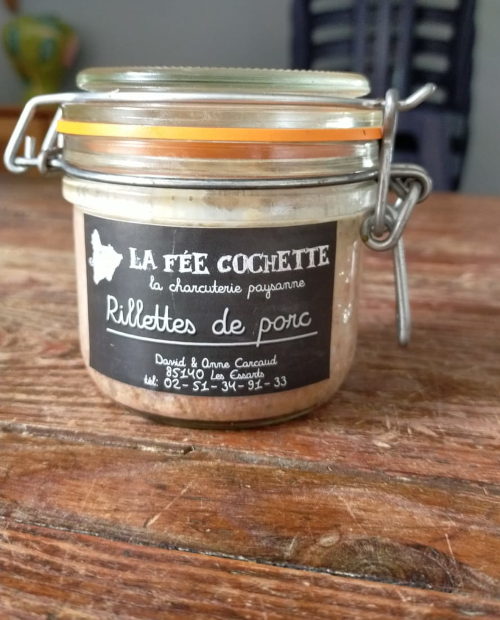 LA FÉE COCHETTE
la charcuterie paysanne
Rillettes de porc
David & Anne Carcaud
85140 Les Essarts
tél: 02-51-34-91-33